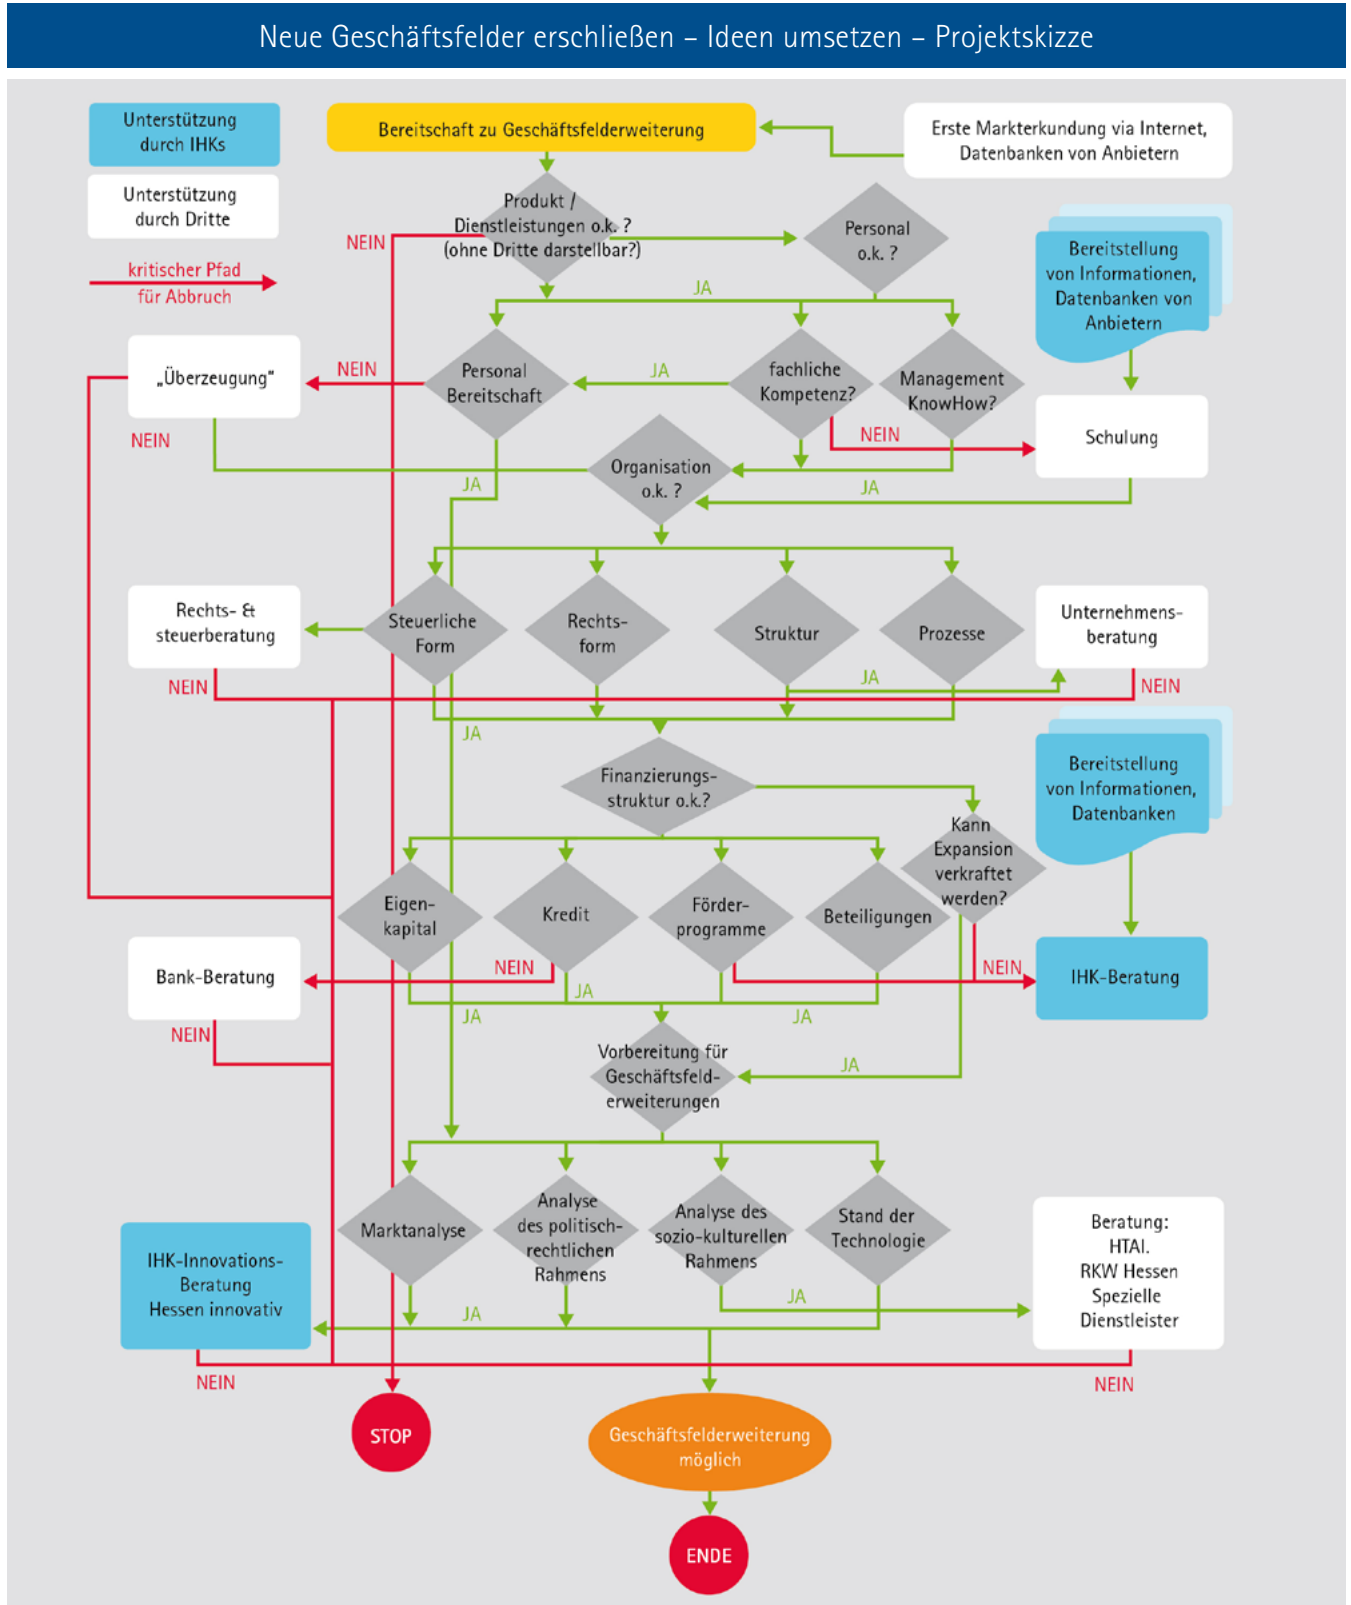 Neue Geschäftsfelder erschließen – Ideen umsetzen – Projektskizze
Unterstützung
durch IHKs
Bereitschaft zu Geschäftsfelderweiterung
Erste Markterkundung via Internet,
Datenbanken von Anbietern
Unterstützung
durch Dritte
kritischer Pfad
für Abbruch
Produkt /
Dienstleistungen o.k. ?
(ohne Dritte darstellbar?)
NEIN
Personal
o.k. ?
Bereitstellung
von Informationen,
Datenbanken von
Anbietern
JA
„Überzeugung“
NEIN
Personal
Bereitschaft
JA
fachliche
Kompetenz?
Management
KnowHow?
NEIN
NEIN
Schulung
Organisation
o.k. ?
JA
JA
Rechts- &
steuerberatung
Steuerliche
Form
Rechts-
form
Struktur
Prozesse
Unternehmens-
beratung
NEIN
JA
NEIN
JA
Finanzierungs-
struktur o.k.?
Bereitstellung
von Informationen,
Datenbanken
Kann
Expansion
verkraftet
werden?
Eigen-
kapital
Kredit
Förder-
programme
Beteiligungen
Bank-Beratung
NEIN
NEIN
IHK-Beratung
JA
JA
JA
NEIN
Vorbereitung für
Geschäftsfeld-
erweiterungen
JA
JA
Marktanalyse
Analyse
des politisch-
rechtlichen
Rahmens
Analyse des
sozio-kulturellen
Rahmens
Stand der
Technologie
Beratung:
HTAI.
RKW Hessen
Spezielle
Dienstleister
IHK-Innovations-
Beratung
Hessen innovativ
JA
JA
NEIN
NEIN
STOP
Geschäftsfelderweiterung
möglich
ENDE